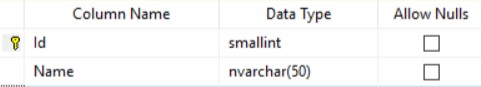 Column Name Data Type Allow Nulls
Id smallint
Name nvarchar(50)